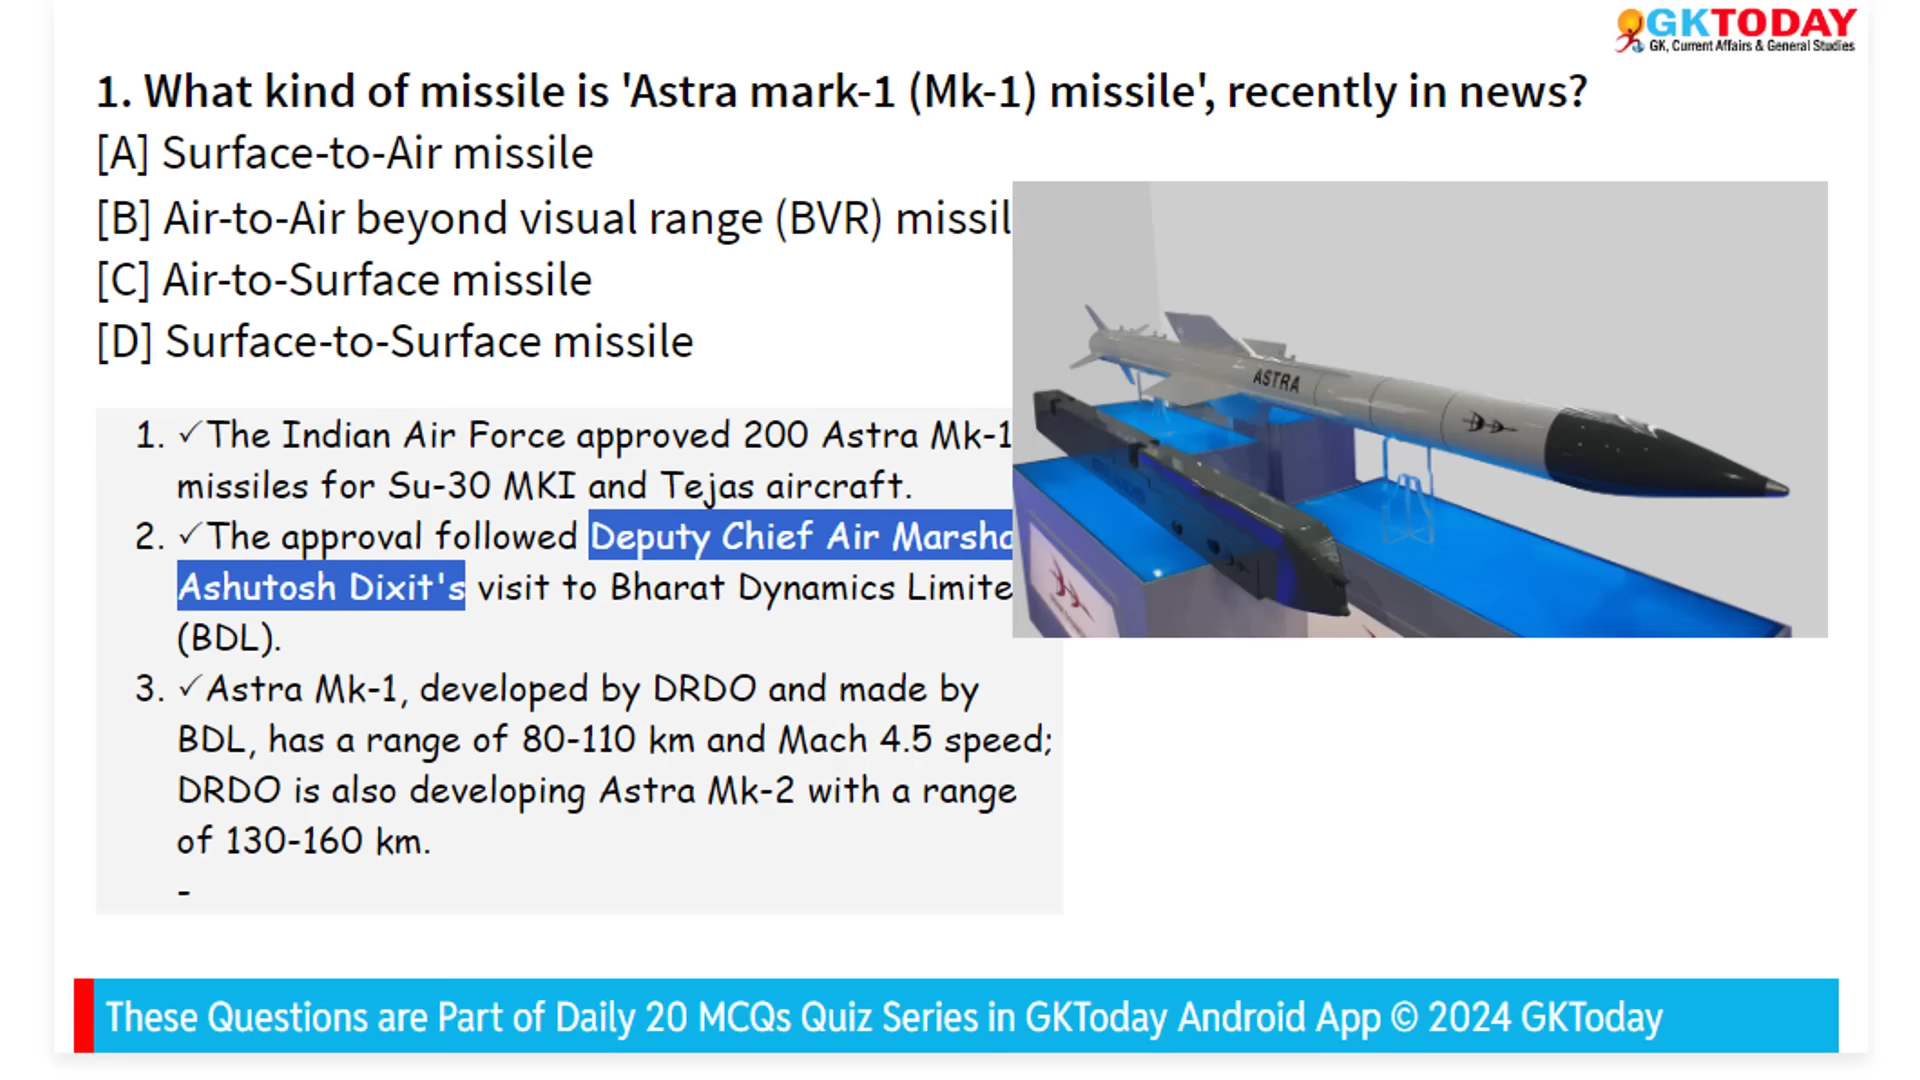 GKTODAY
GK, Current Affairs & General Studies
1. What kind of missile is 'Astra mark-1 (Mk-1) missile', recently in news?
[A] Surface-to-Air missile
[B] Air-to-Air beyond visual range (BVR) missil
[C] Air-to-Surface missile
[D] Surface-to-Surface missile
1. ✓The Indian Air Force approved 200 Astra Mk-1
missiles for Su-30 MKI and Tejas aircraft.
2. ✓The approval followed Deputy Chief Air Marsha
Ashutosh Dixit's visit to Bharat Dynamics Limite
(BDL).
3. ✓Astra Mk-1, developed by DRDO and made by
BDL, has a range of 80-110 km and Mach 4.5 speed;
DRDO is also developing Astra Mk-2 with a range
of 130-160 km.
-
ASTRA
These Questions are Part of Daily 20 MCQs Quiz Series in GKToday Android App © 2024 GKToday